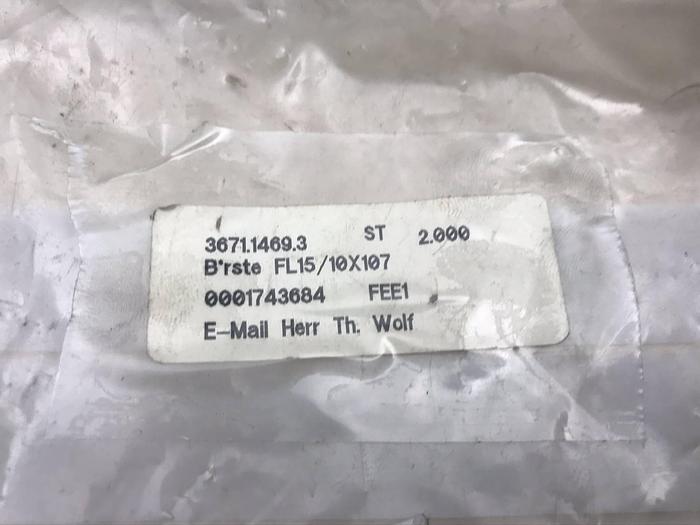 3671.1469.3 ST 2.000
B*rste FL15/10X107
0001743684 FEE1
E-Mail Herr Th. Wolf